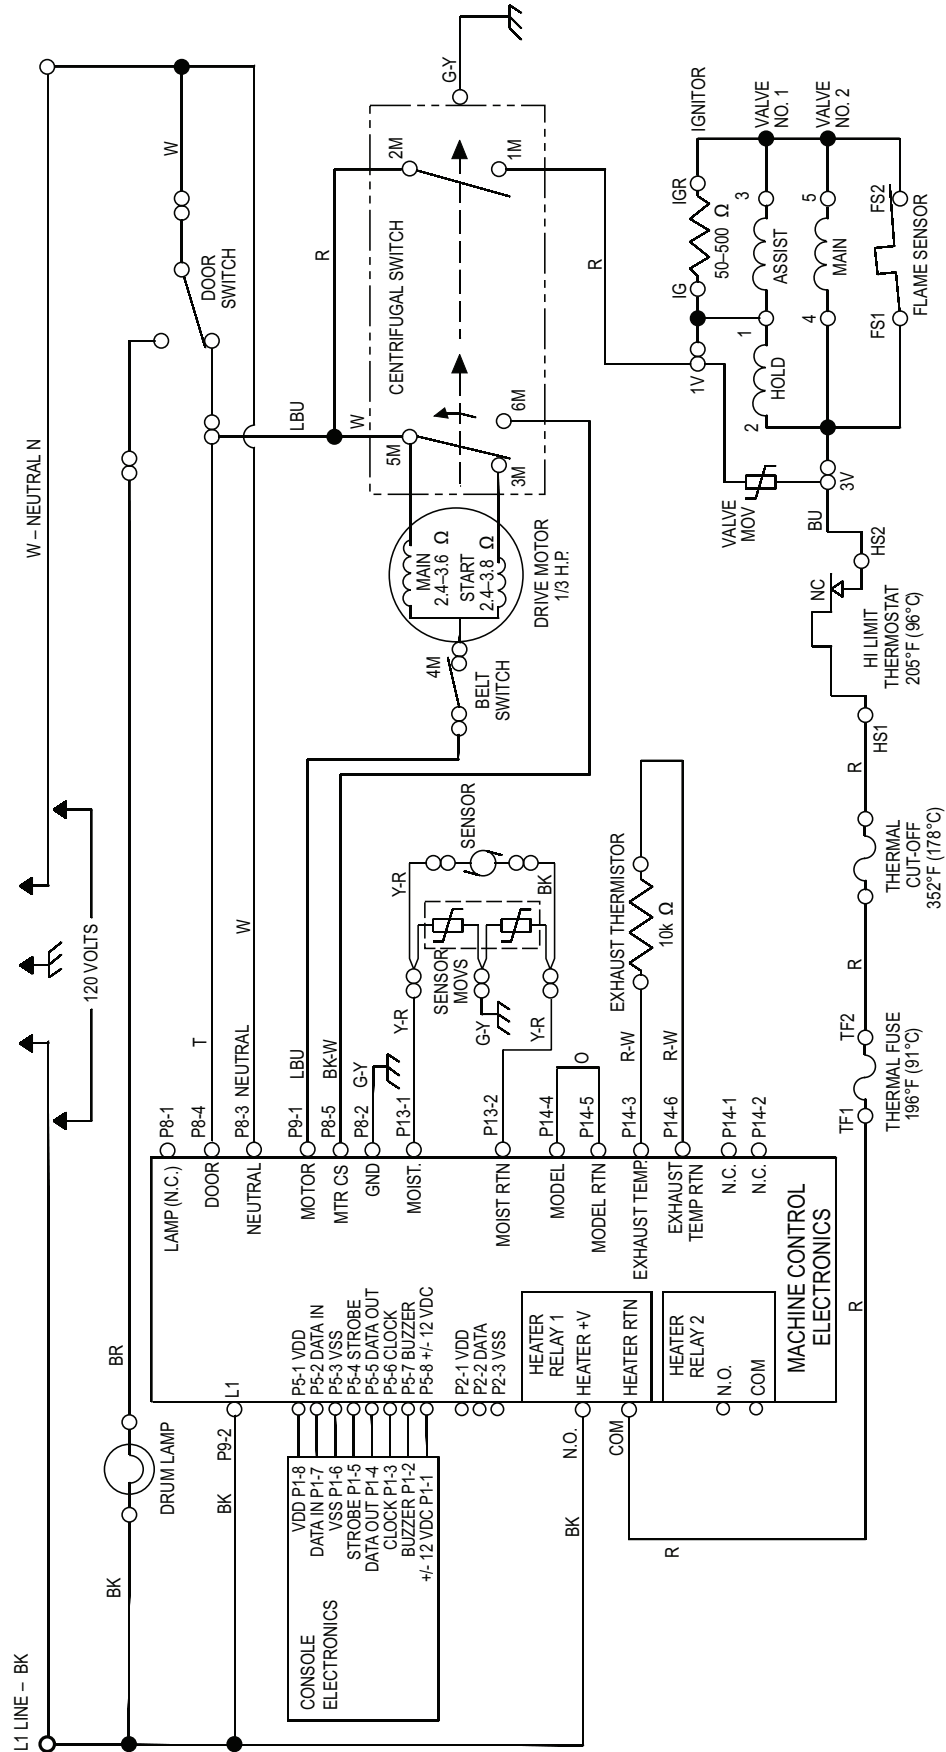 L1 LINE – BK
W – NEUTRAL N
120 VOLTS
BK
DRUM LAMP
BR
DOOR
SWITCH
W
BK
P9-2
L1
LAMP (N.C.)
P8-1
DOOR
P8-4
T
NEUTRAL
P8-3 NEUTRAL
W
MOTOR
P9-1
LBU
MTR CS
P8-5
BK-W
GND
P8-2
G-Y
MOIST.
P13-1
Y-R
MOIST RTN
P13-2
Y-R
MODEL
P14-4
MODEL RTN
P14-5
O
EXHAUST TEMP.
P14-3
R-W
EXHAUST
TEMP RTN
P14-6
R-W
N.C.
P14-1
N.C.
P14-2
MACHINE CONTROL
ELECTRONICS
CONSOLE
ELECTRONICS
VDD P1-8
DATA IN P1-7
VSS P1-6
STROBE P1-5
DATA OUT P1-4
CLOCK P1-3
BUZZER P1-2
+/- 12 VDC P1-1
P5-1 VDD
P5-2 DATA IN
P5-3 VSS
P5-4 STROBE
P5-5 DATA OUT
P5-6 CLOCK
P5-7 BUZZER
P5-8 +/- 12 VDC
P2-1 VDD
P2-2 DATA
P2-3 VSS
HEATER
RELAY 1
HEATER +V
HEATER RTN
HEATER
RELAY 2
N.O.
COM
BK
N.O.
COM
R
R
SENSOR
MOVS
G-Y
Y-R
SENSOR
BK
EXHAUST THERMISTOR
10k Ω
BELT
SWITCH
4M
MAIN
2.4–3.6 Ω
START
2.4–3.8 Ω
DRIVE MOTOR
1/3 H.P.
LBU
W
5M
3M
6M
CENTRIFUGAL SWITCH
R
2M
1M
G-Y
R
TF1
TF2
THERMAL FUSE
196°F (91°C)
R
THERMAL
CUT-OFF
352°F (178°C)
R
HS1
HI LIMIT
THERMOSTAT
205°F (96°C)
NC
HS2
BU
3V
VALVE
MOV
1V
IG
IGR
50–500 Ω
IGNITOR
2
HOLD
1
ASSIST
3
VALVE
NO. 1
4
MAIN
5
VALVE
NO. 2
FS1
FS2
FLAME SENSOR